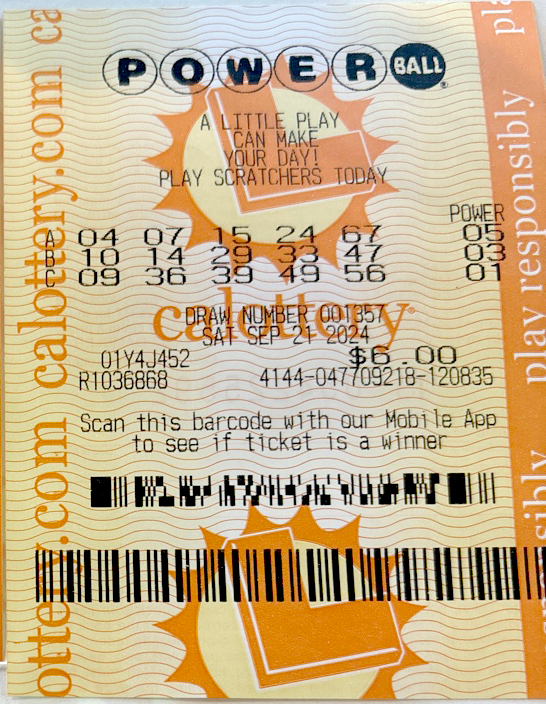 POWER BALL
A LITTLE PLAY
CAN MAKE
YOUR DAY!
PLAY SCRATCHERS TODAY
POWER
A 04 07 15 24 67 05
B 10 14 29 33 47 03
C 09 36 39 49 56 01
calottery
DRAW NUMBER 001357
SAT SEP 21 2024
01Y4J452 $6.00
R1036868 4144-047709218-120835
Scan this barcode with our Mobile App
to see if ticket is a winner
ottery.com calottery.com ca
play responsibly